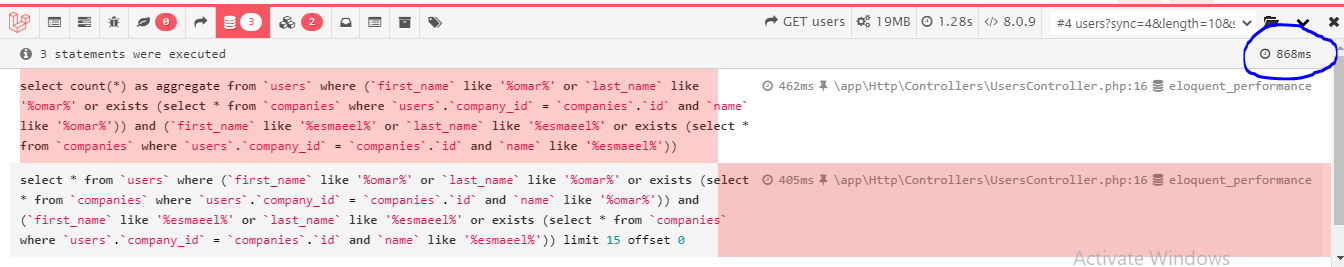 0 3 2 GET users 19MB 1.28s 8.0.9 #4 users?sync=4&length=10&s
3 statements were executed 868ms
select count(*) as aggregate from `users` where (`first_name` like '%omar%' or `last_name` like 462ms \app\Http\Controllers\UsersController.php:16 eloquent_performance
'%omar%' or exists (select * from `companies` where `users`.`company_id` = `companies`.`id` and `name`
like '%omar%')) and (`first_name` like '%esmaeel%' or `last_name` like '%esmaeel%' or exists (select *
from `companies` where `users`.`company_id` = `companies`.`id` and `name` like '%esmaeel%'))
select * from `users` where (`first_name` like '%omar%' or `last_name` like '%omar%' or exists (select 405ms \app\Http\Controllers\UsersController.php:16 eloquent_performance
* from `companies` where `users`.`company_id` = `companies`.`id` and `name` like '%omar%')) and
(`first_name` like '%esmaeel%' or `last_name` like '%esmaeel%' or exists (select * from `companies`
where `users`.`company_id` = `companies`.`id` and `name` like '%esmaeel%')) limit 15 offset 0
Activate Windows